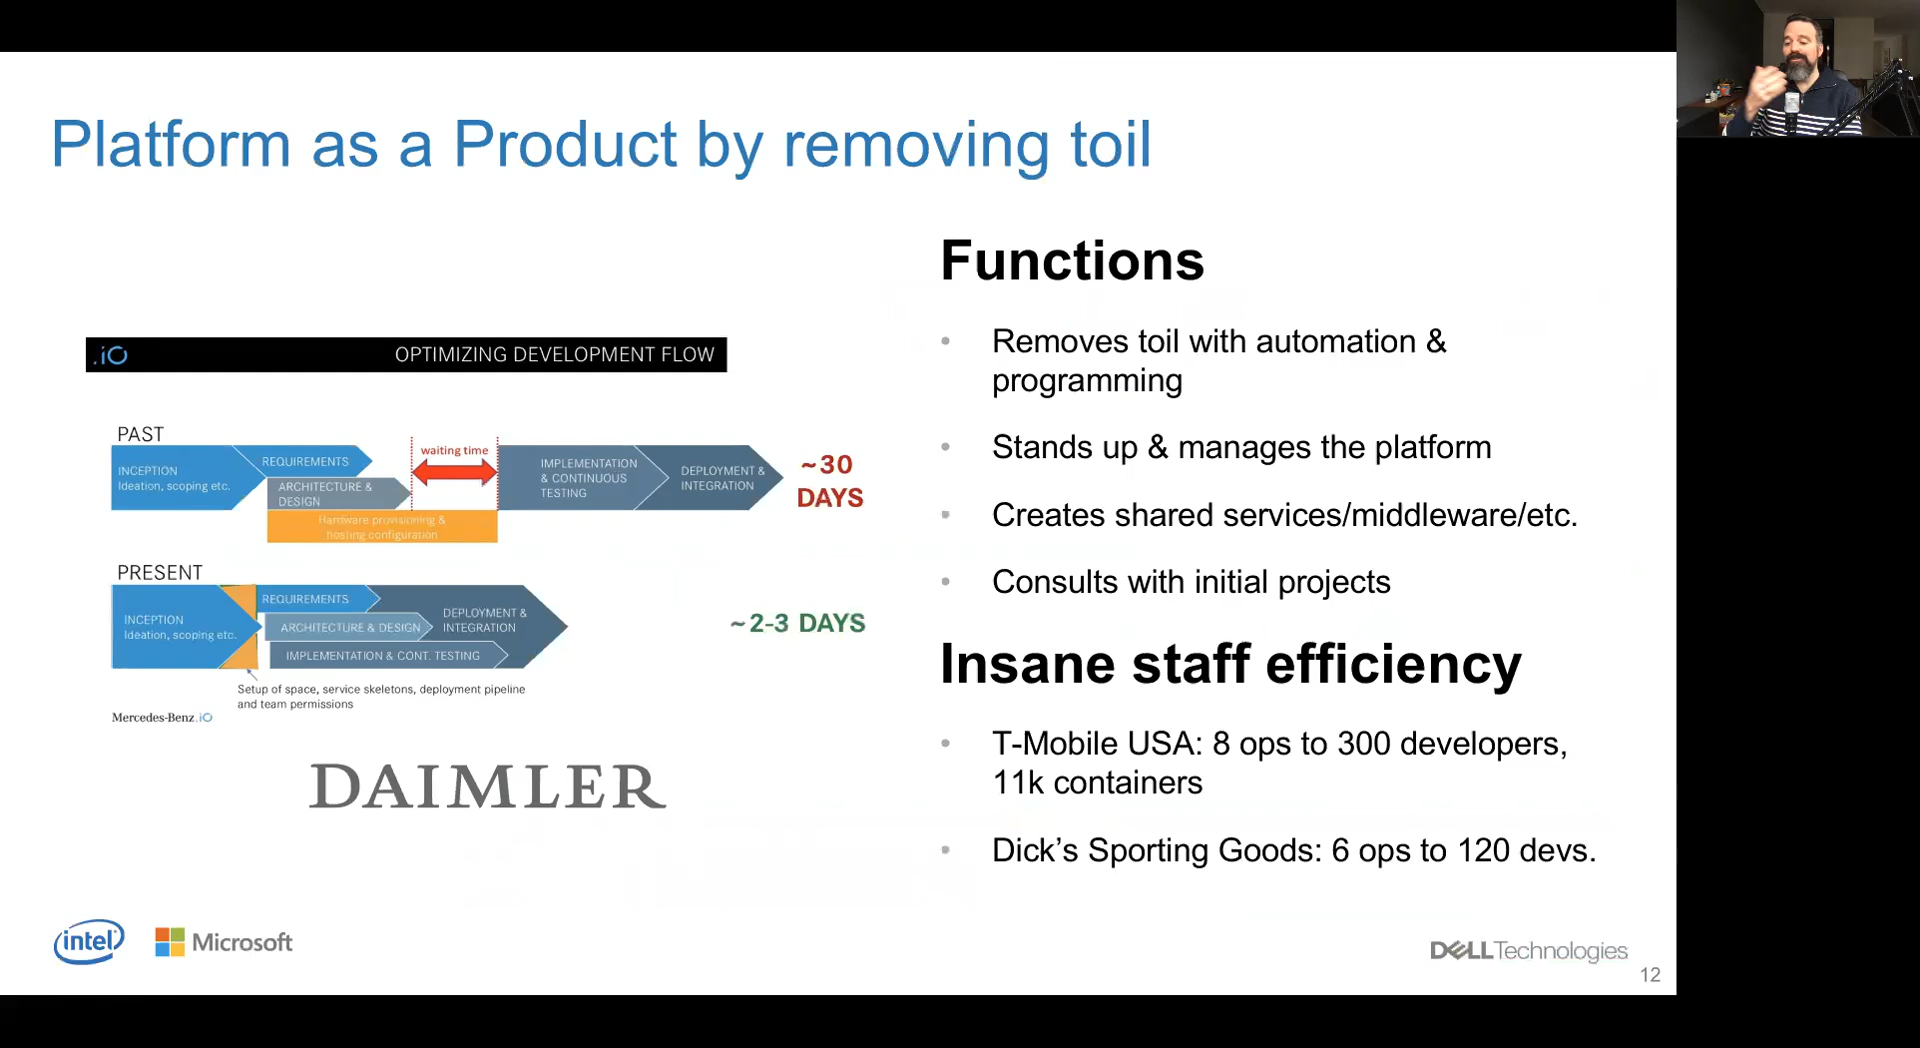 Platform as a Product by removing toil
.iO
OPTIMIZING DEVELOPMENT FLOW
PAST
INCEPTION
Ideation, scoping etc.
REQUIREMENTS
ARCHITECTURE &
DESIGN
Hardware provisioning &
hosting configuration
waiting time
IMPLEMENTATION
& CONTINUOUS
TESTING
DEPLOYMENT &
INTEGRATION
~30
DAYS
PRESENT
INCEPTION
Ideation, scoping etc.
REQUIREMENTS
ARCHITECTURE & DESIGN
IMPLEMENTATION & CONT. TESTING
DEPLOYMENT &
INTEGRATION
~2-3 DAYS
Setup of space, service skeletons, deployment pipeline
and team permissions
Mercedes-Benz.iO
DAIMLER
Functions
• Removes toil with automation &
programming
• Stands up & manages the platform
• Creates shared services/middleware/etc.
• Consults with initial projects
Insane staff efficiency
• T-Mobile USA: 8 ops to 300 developers,
11k containers
• Dick’s Sporting Goods: 6 ops to 120 devs.
intel
Microsoft
DELLTechnologies
12